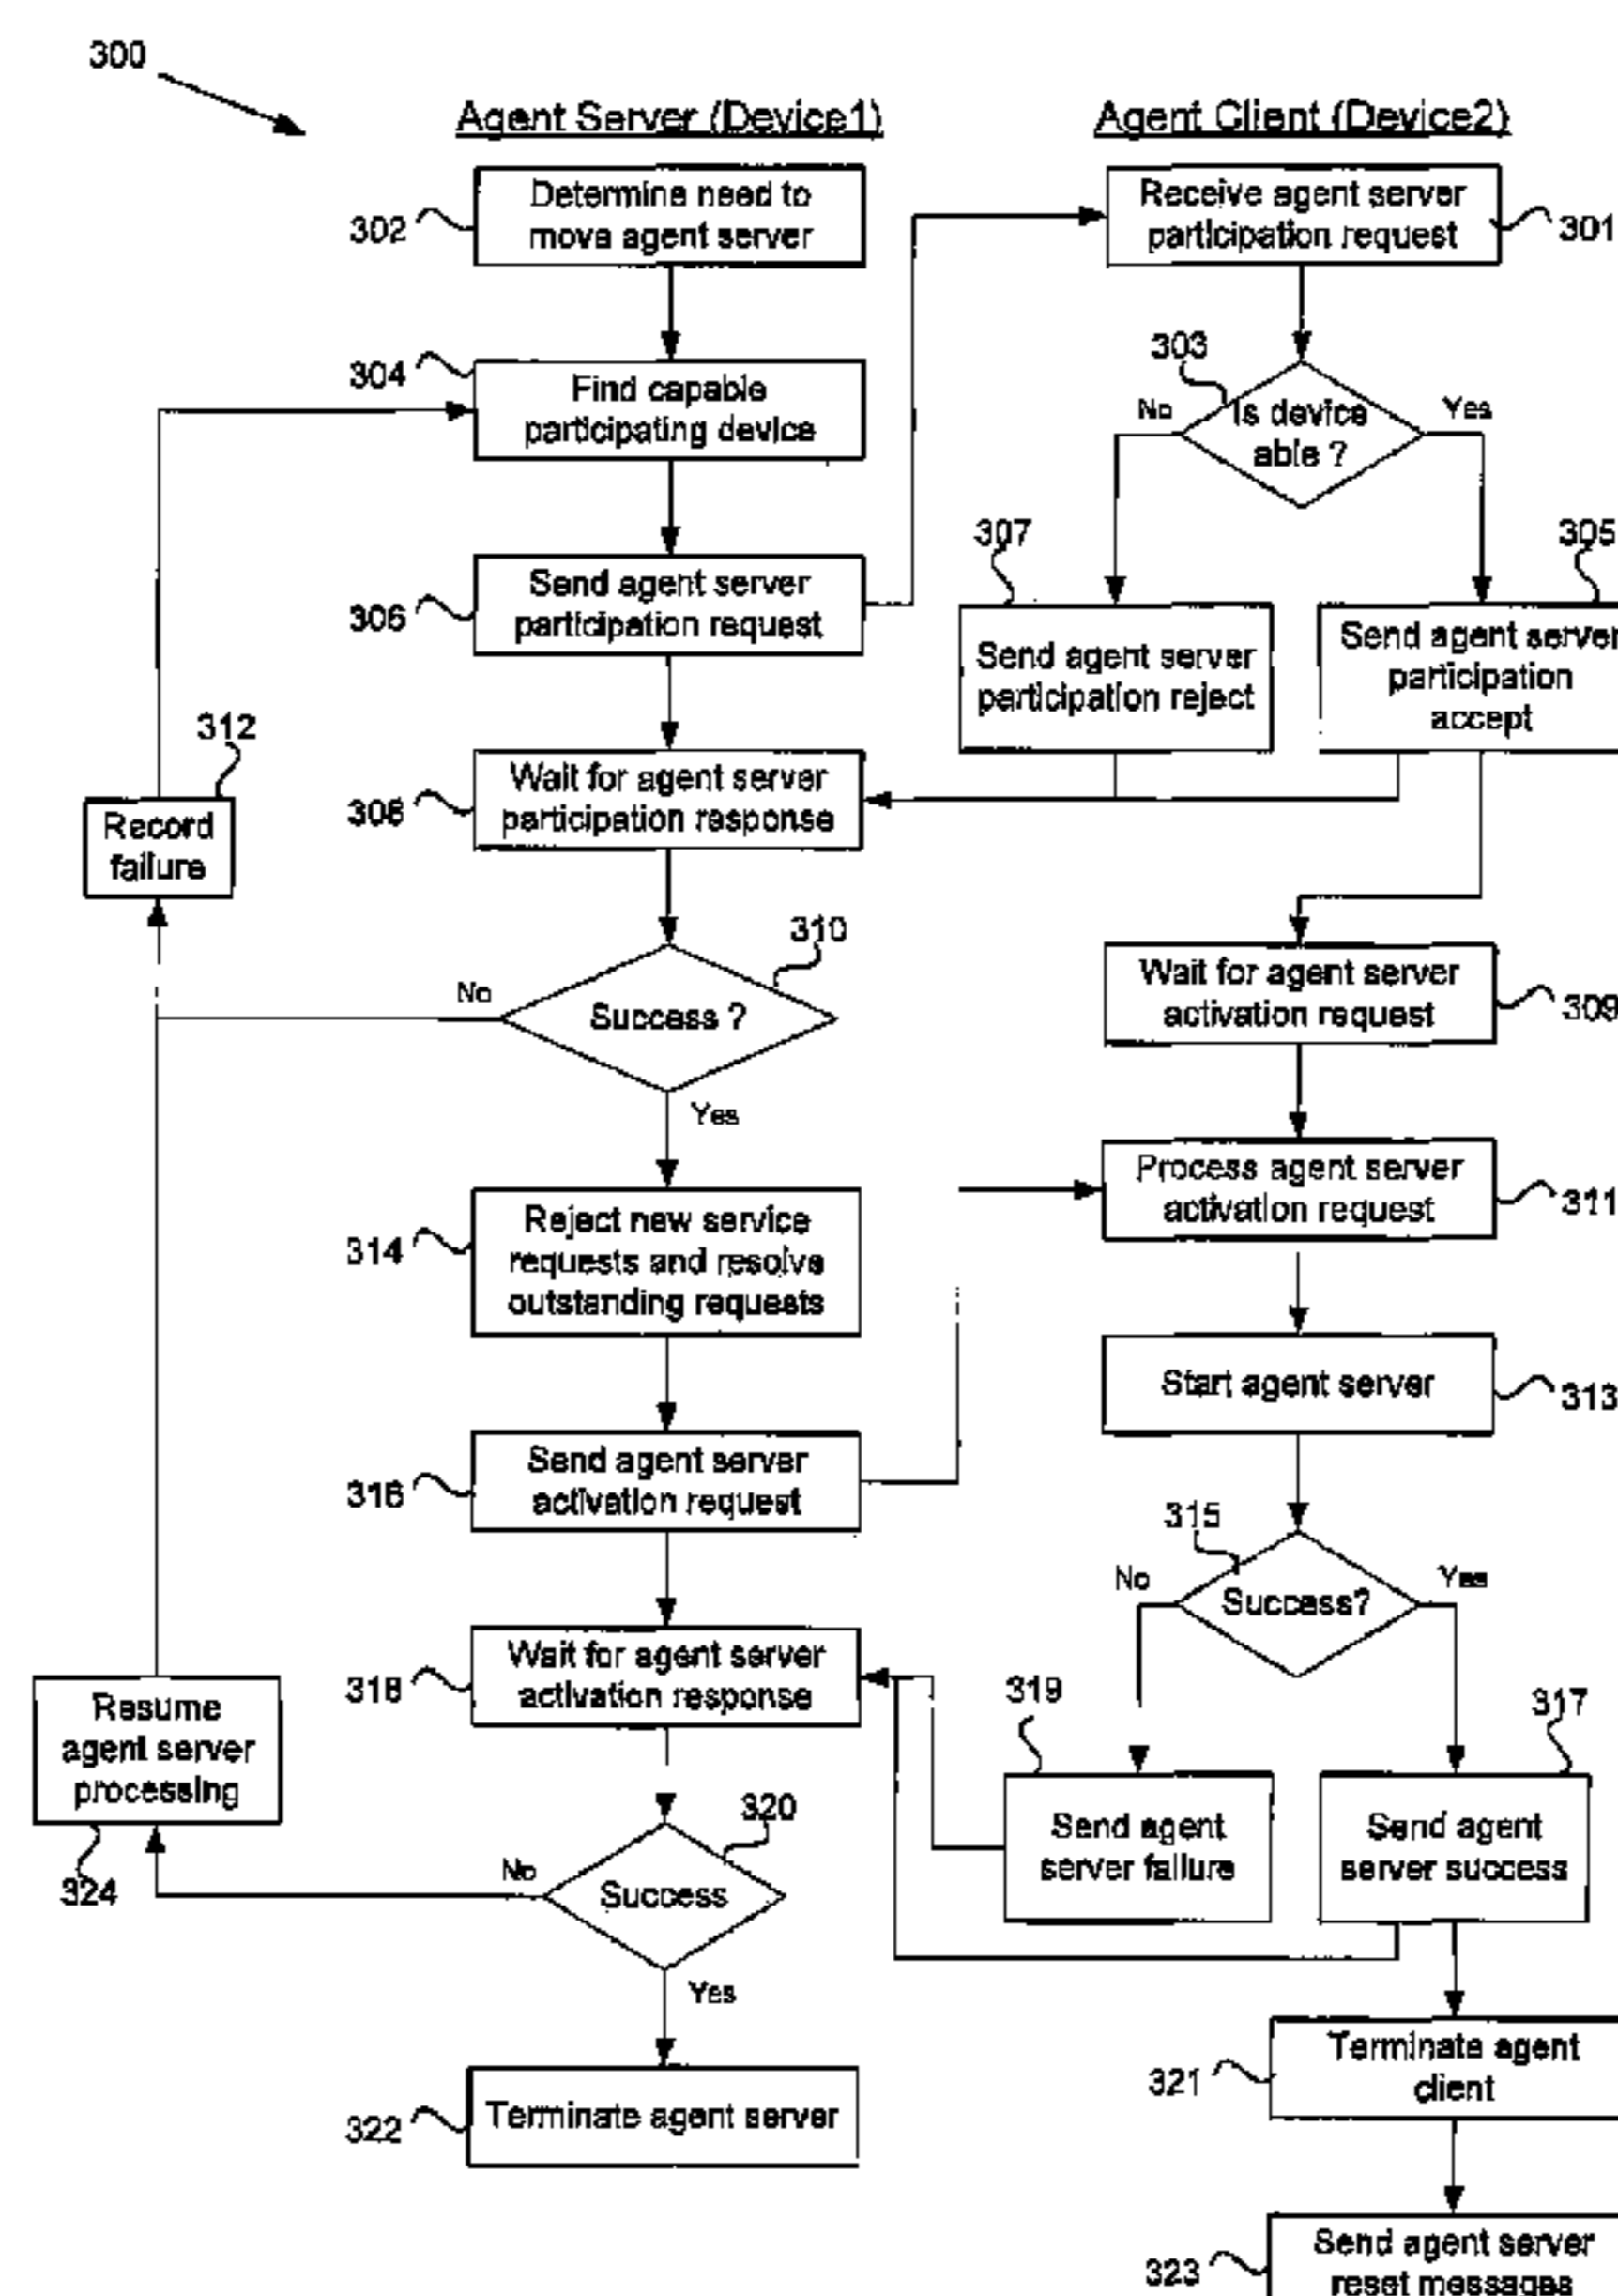 300
Agent Server (Device1)
Agent Client (Device2)
302
Determine need to
move agent server
Receive agent server
participation request
301
304
Find capable
participating device
303
No
Is device
able ?
Yes
306
Send agent server
participation request
307
Send agent server
participation reject
305
Send agent server
participation
accept
312
Record
failure
308
Wait for agent server
participation response
310
No
Success ?
Yes
Wait for agent server
activation request
309
Process agent server
activation request
311
314
Reject new service
requests and resolve
outstanding requests
Start agent server
313
316
Send agent server
activation request
315
No
Success?
Yes
318
Wait for agent server
activation response
Resume
agent server
processing
324
319
Send agent
server failure
317
Send agent
server success
320
No
Success
Yes
322
Terminate agent server
321
Terminate agent
client
323
Send agent server
reset messages